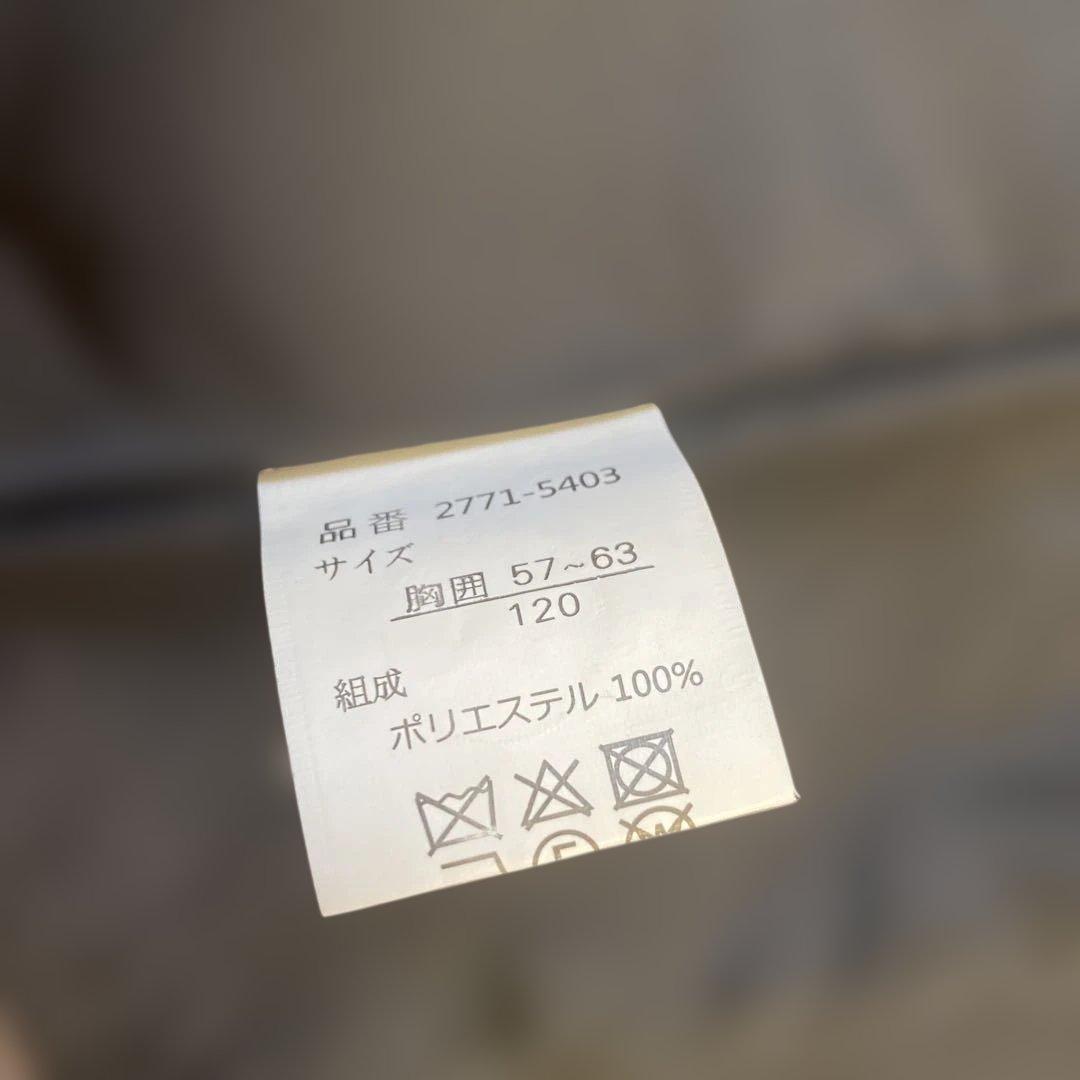 品番 2771-5403
サイズ
胸囲 57~63
120
組成
ポリエステル 100%